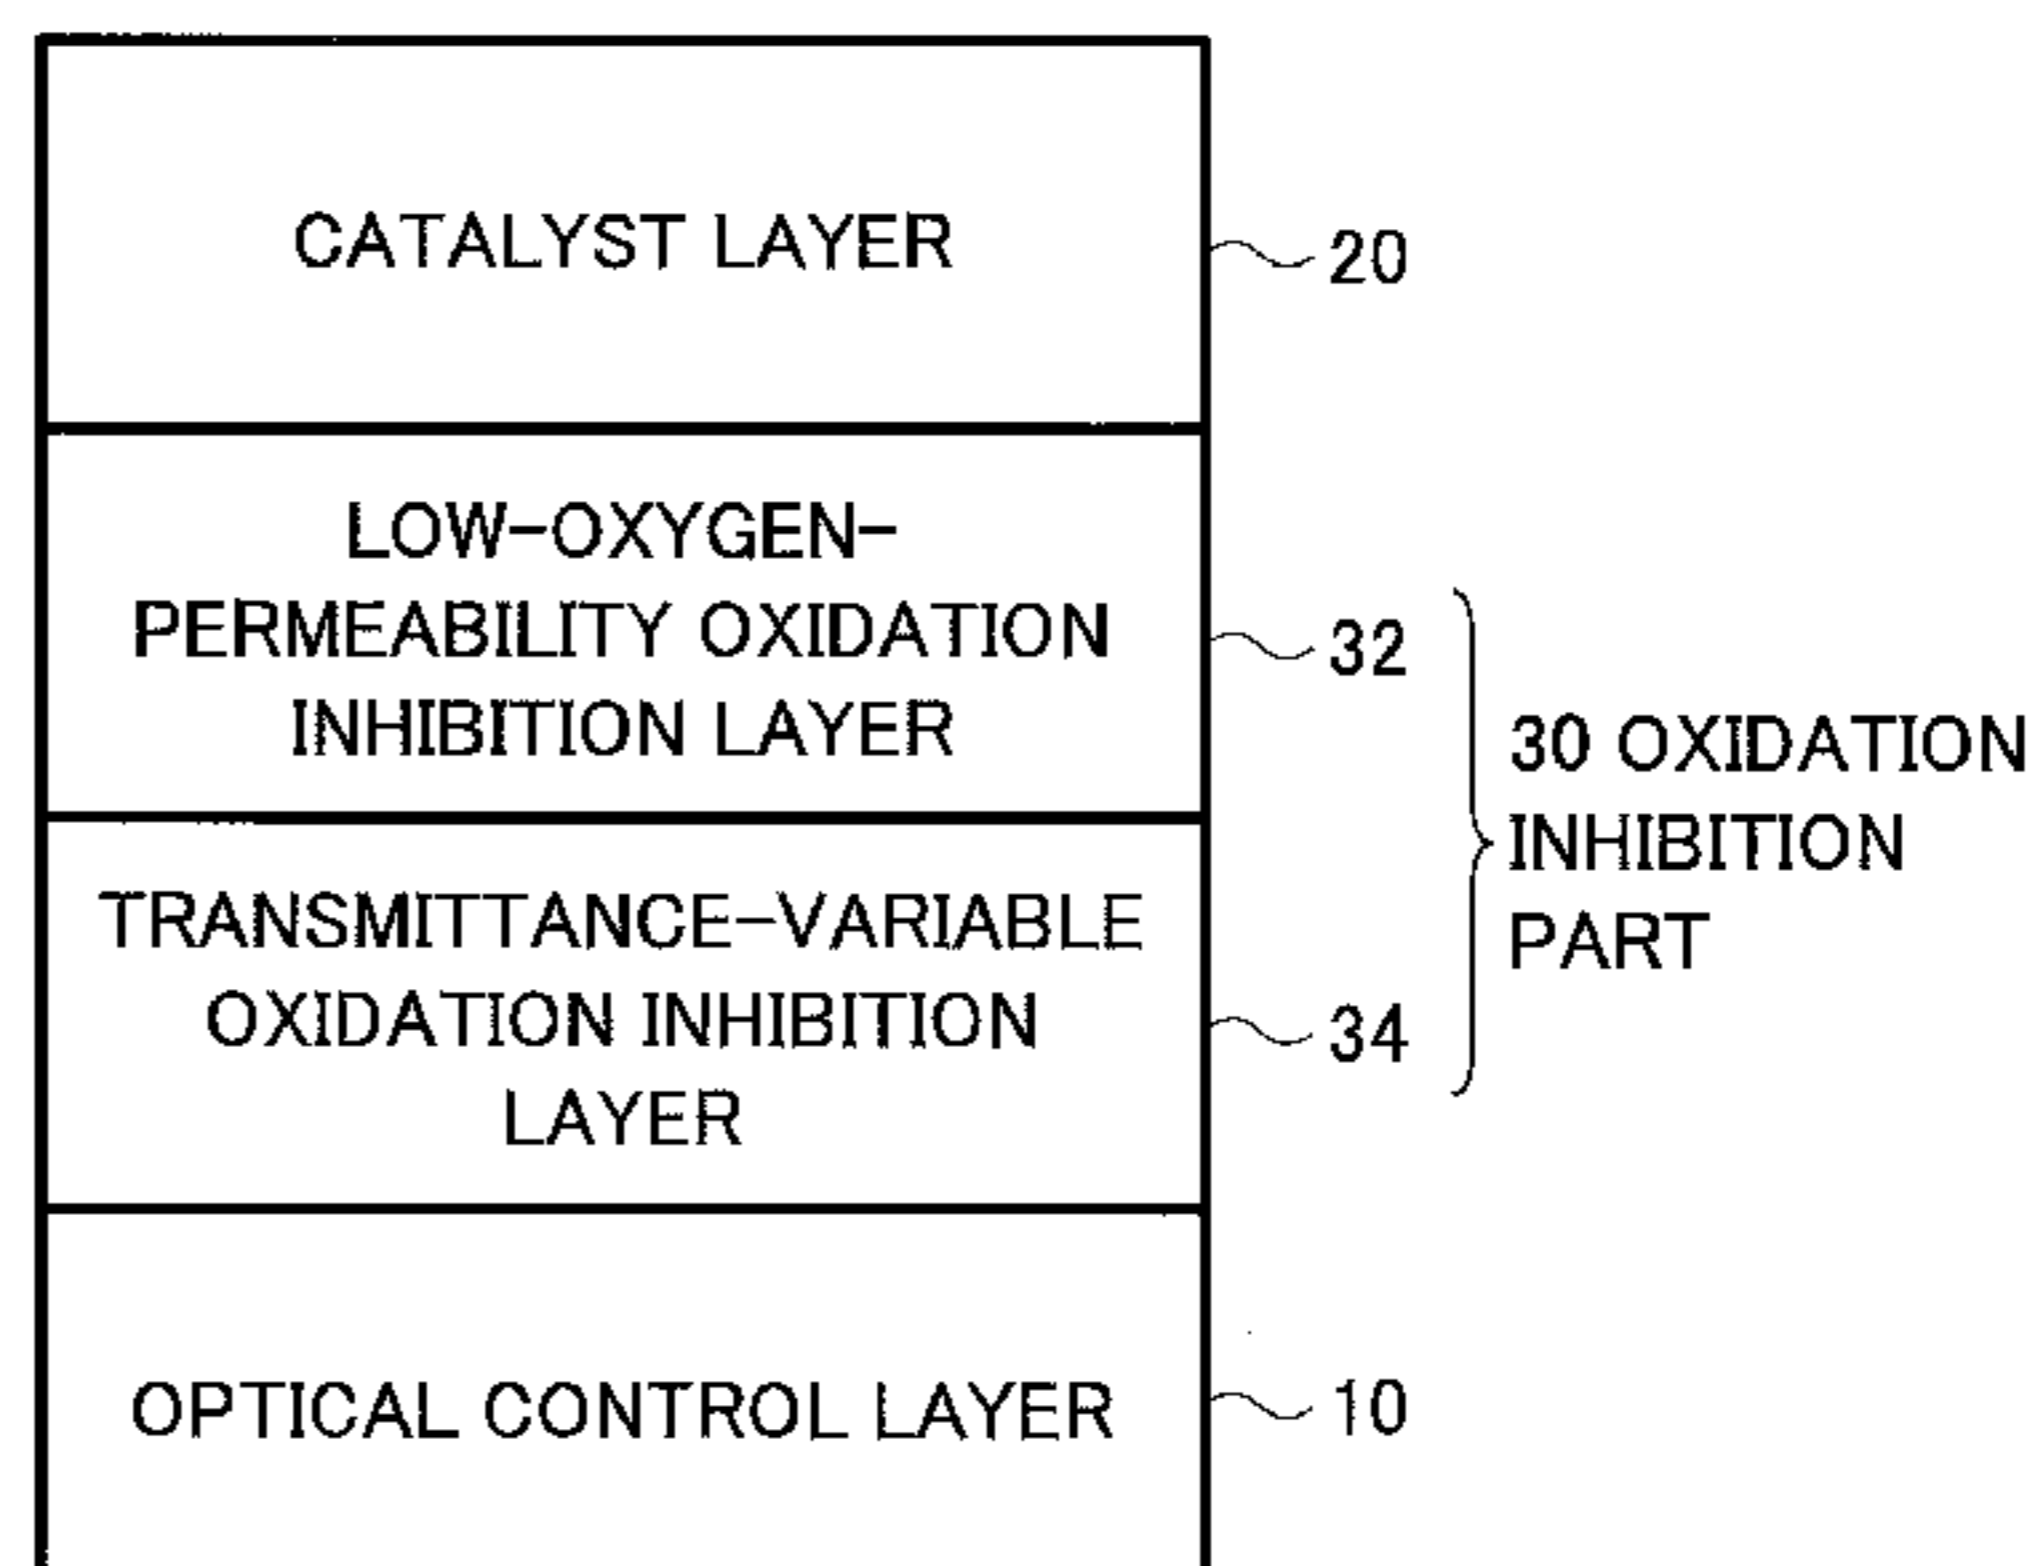 CATALYST LAYER
20
LOW-OXYGEN-
PERMEABILITY OXIDATION
INHIBITION LAYER
32
30 OXIDATION
INHIBITION
PART
TRANSMITTANCE-VARIABLE
OXIDATION INHIBITION
LAYER
34
OPTICAL CONTROL LAYER
10